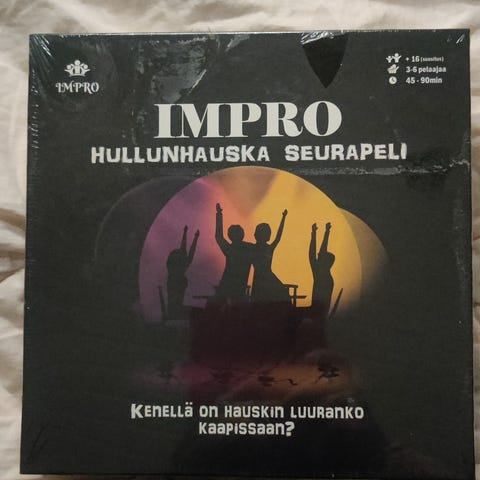 IMPRO
+ 16 (suositus)
3-6 pelaajaa
45 - 90min
IMPRO
HULLUNHAUSKA SEURAPELI
KENELLÄ ON HAUSKIN LUURANKO
KAAPISSAAN?